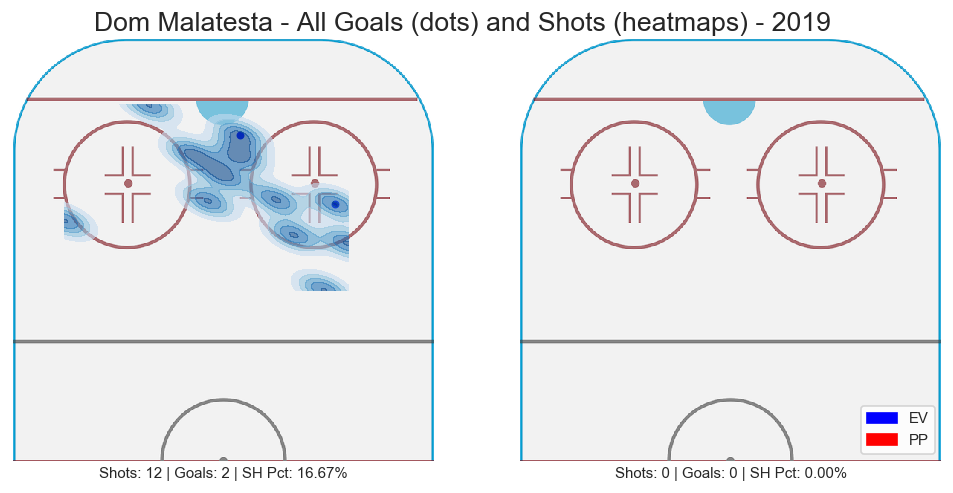 Dom Malatesta - All Goals (dots) and Shots (heatmaps) - 2019
EV
PP
Shots: 12 | Goals: 2 | SH Pct: 16.67%
Shots: 0 | Goals: 0 | SH Pct: 0.00%